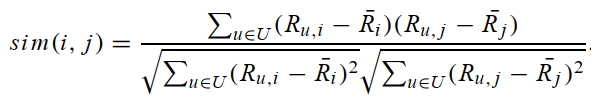 sim(i, j) = \frac{\sum_{u \in U} (R_{u,i} - \bar{R}_i)(R_{u,j} - \bar{R}_j)}{\sqrt{\sum_{u \in U} (R_{u,i} - \bar{R}_i)^2} \sqrt{\sum_{u \in U} (R_{u,j} - \bar{R}_j)^2}}.